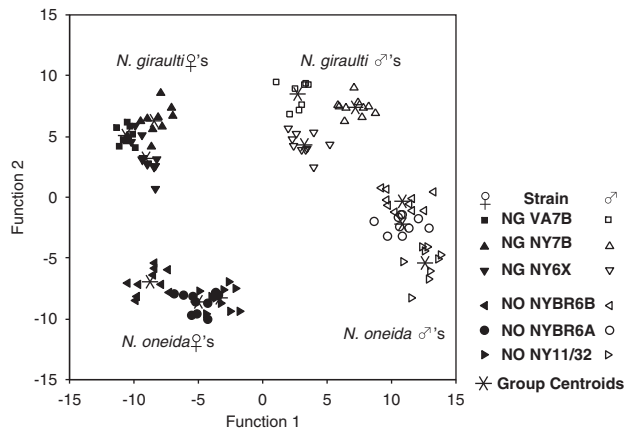 15
10
5
0
-5
-10
-15
Function 2
-15 -10 -5 0 5 10 15
Function 1
N. giraulti♀'s
N. giraulti ♂'s
N. oneida♀'s
N. oneida ♂'s
♀ Strain ♂
NG VA7B
NG NY7B
NG NY6X
NO NYBR6B
NO NYBR6A
NO NY11/32
Group Centroids